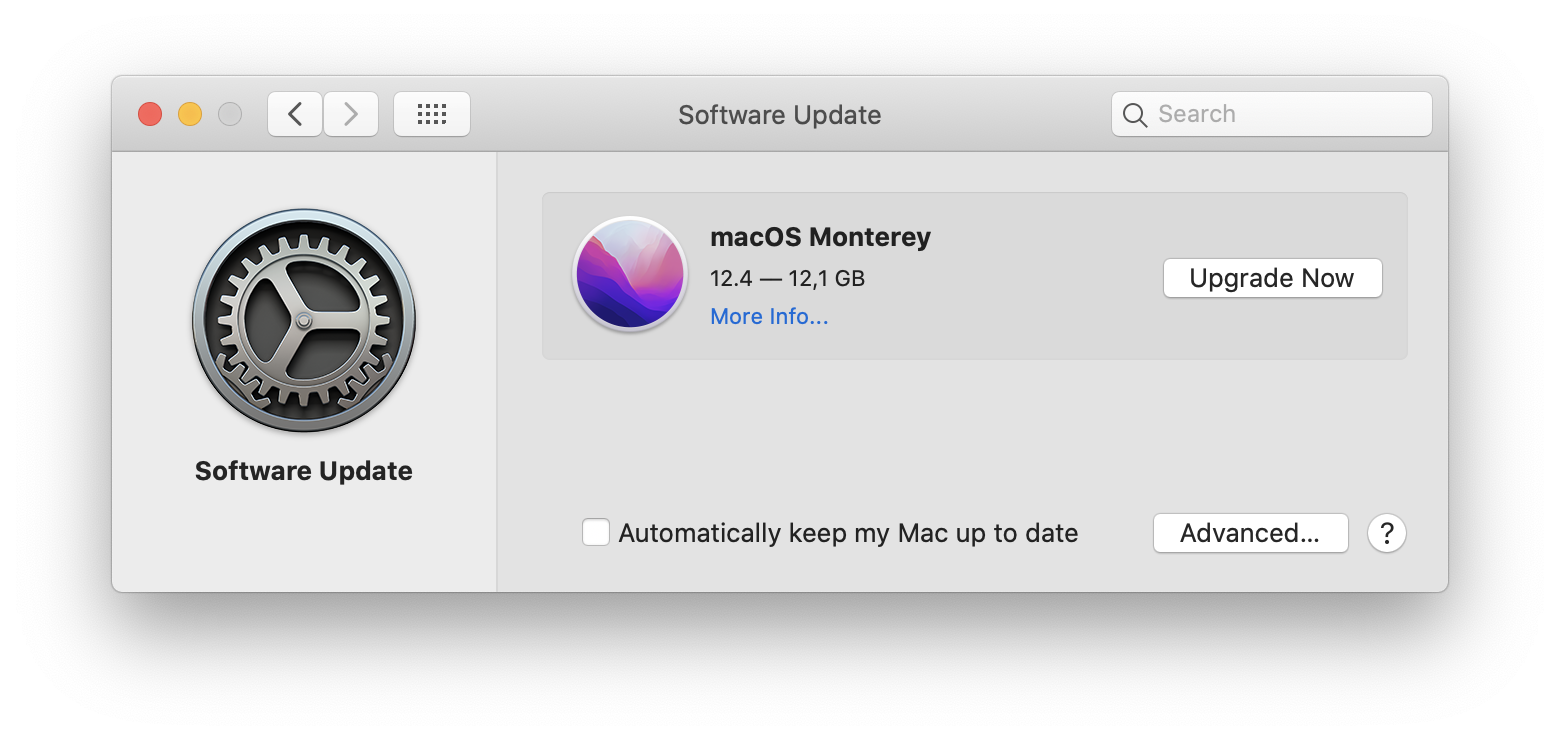 Software Update
Search
Software Update
macOS Monterey
12.4 — 12,1 GB
More Info...
Upgrade Now
Automatically keep my Mac up to date
Advanced...
?